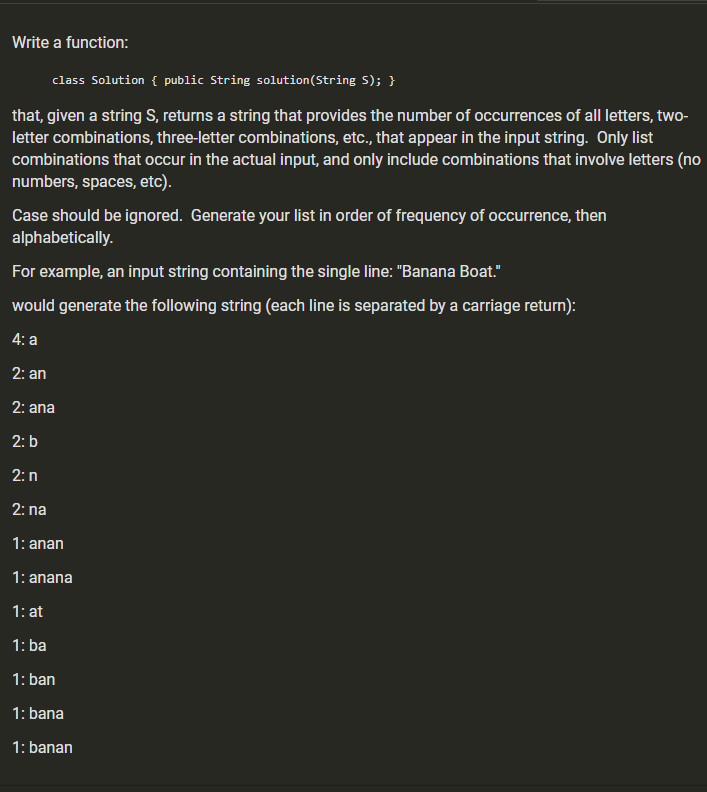 Write a function:
class Solution { public String solution(String S); }
that, given a string S, returns a string that provides the number of occurrences of all letters, two-
letter combinations, three-letter combinations, etc., that appear in the input string.  Only list
combinations that occur in the actual input, and only include combinations that involve letters (no
numbers, spaces, etc).
Case should be ignored.  Generate your list in order of frequency of occurrence, then
alphabetically.
For example, an input string containing the single line: "Banana Boat."
would generate the following string (each line is separated by a carriage return):
4: a
2: an
2: ana
2: b
2: n
2: na
1: anan
1: anana
1: at
1: ba
1: ban
1: bana
1: banan